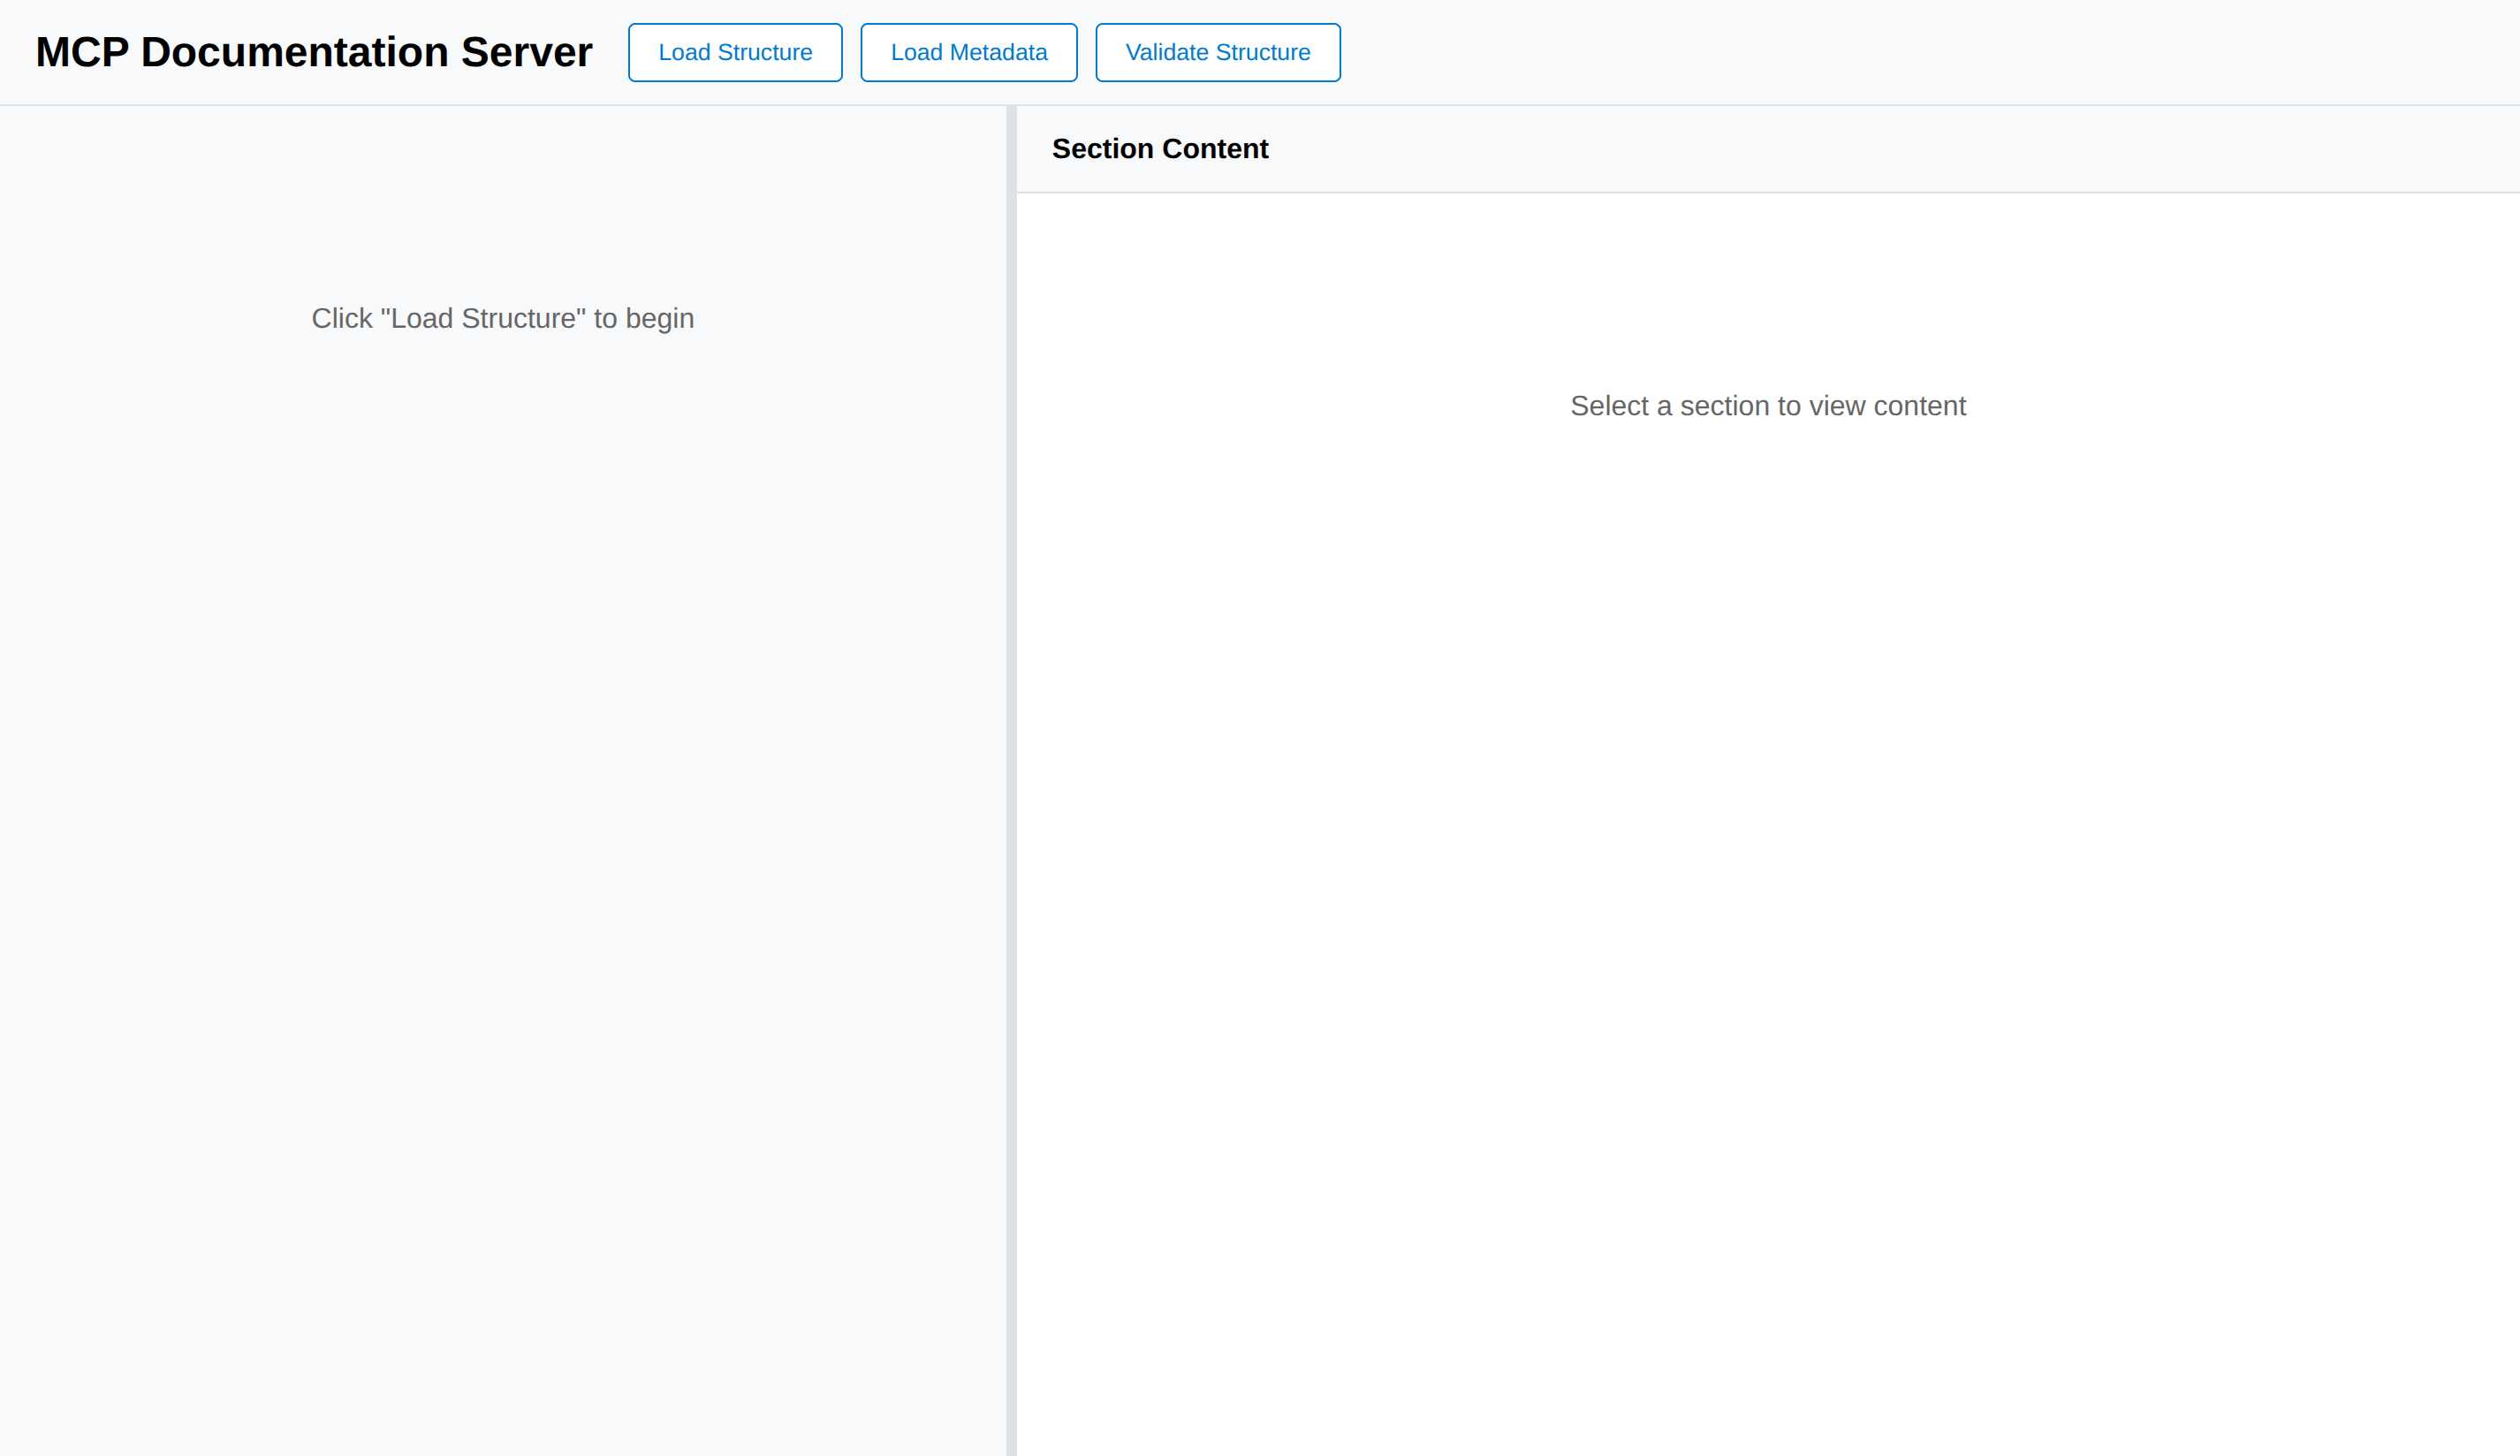 MCP Documentation Server
Load Structure
Load Metadata
Validate Structure
Click "Load Structure" to begin
Section Content
Select a section to view content